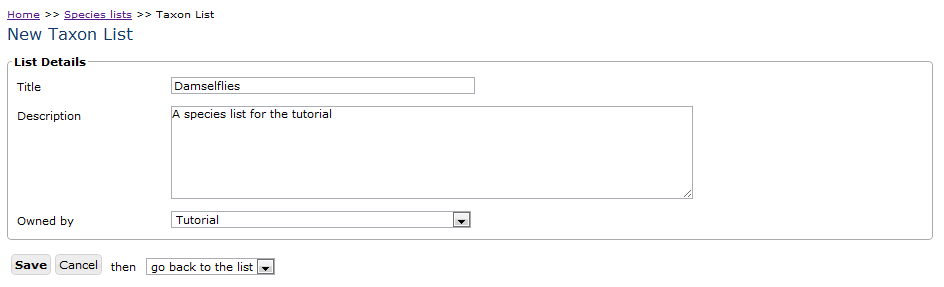 Home >> Species lists >> Taxon List
New Taxon List
List Details
Title Damselflies
Description A species list for the tutorial
Owned by Tutorial
Save Cancel then go back to the list